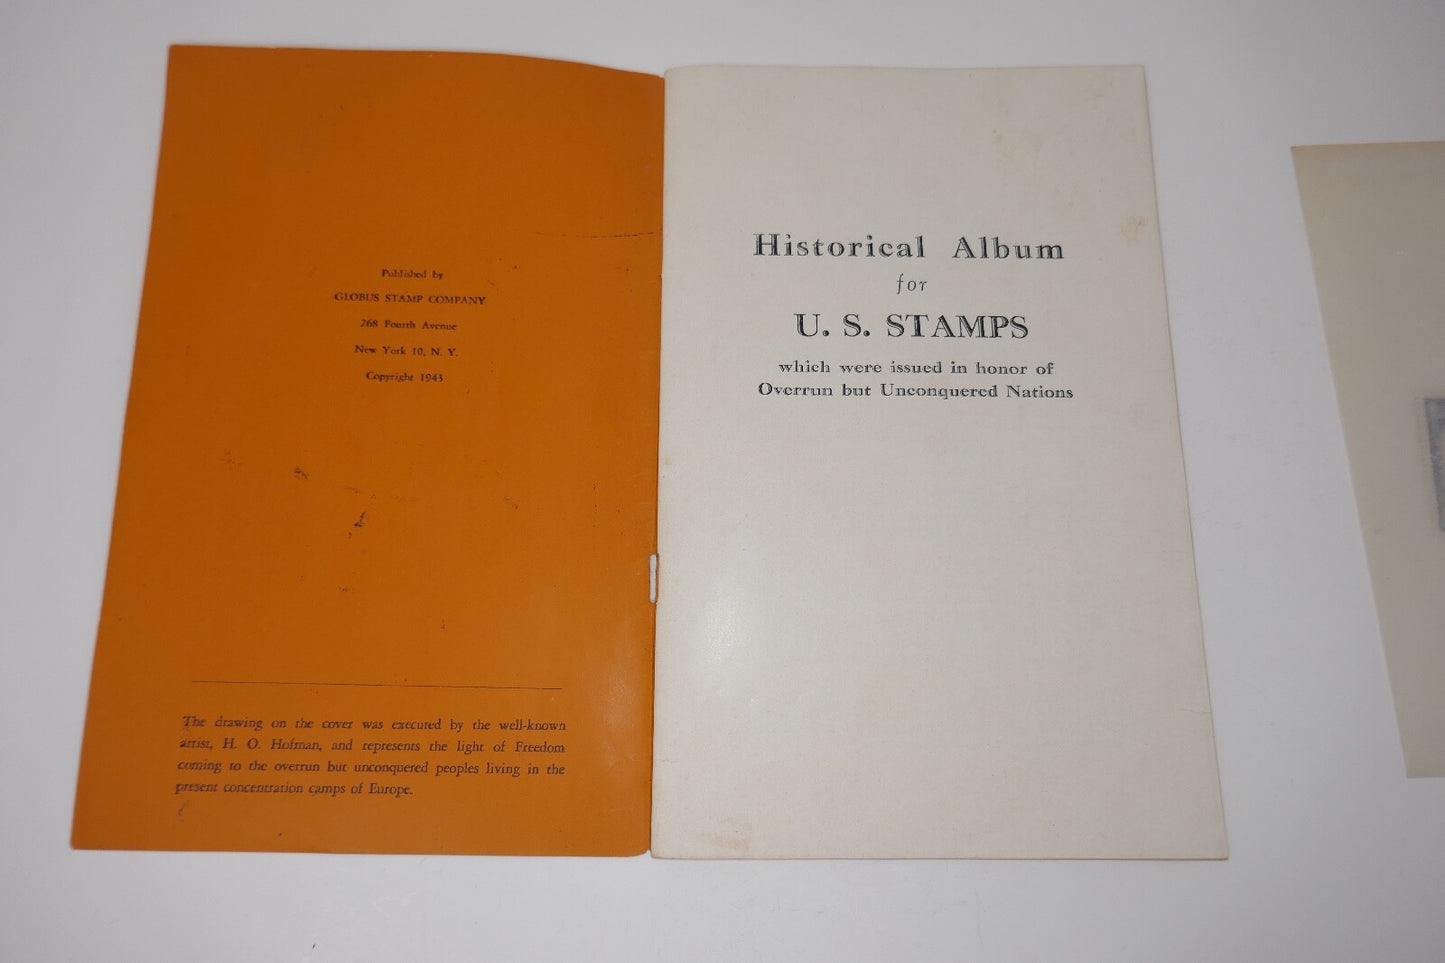 Published by
GLOBUS STAMP COMPANY
268 Fourth Avenue
New York 10, N. Y.
Copyright 1943
The drawing on the cover was executed by the well-known
artist, H. O. Hofman, and represents the light of Freedom
coming to the overrun but unconquered peoples living in the
present concentration camps of Europe.
Historical Album
for
U. S. STAMPS
which were issued in honor of
Overrun but Unconquered Nations